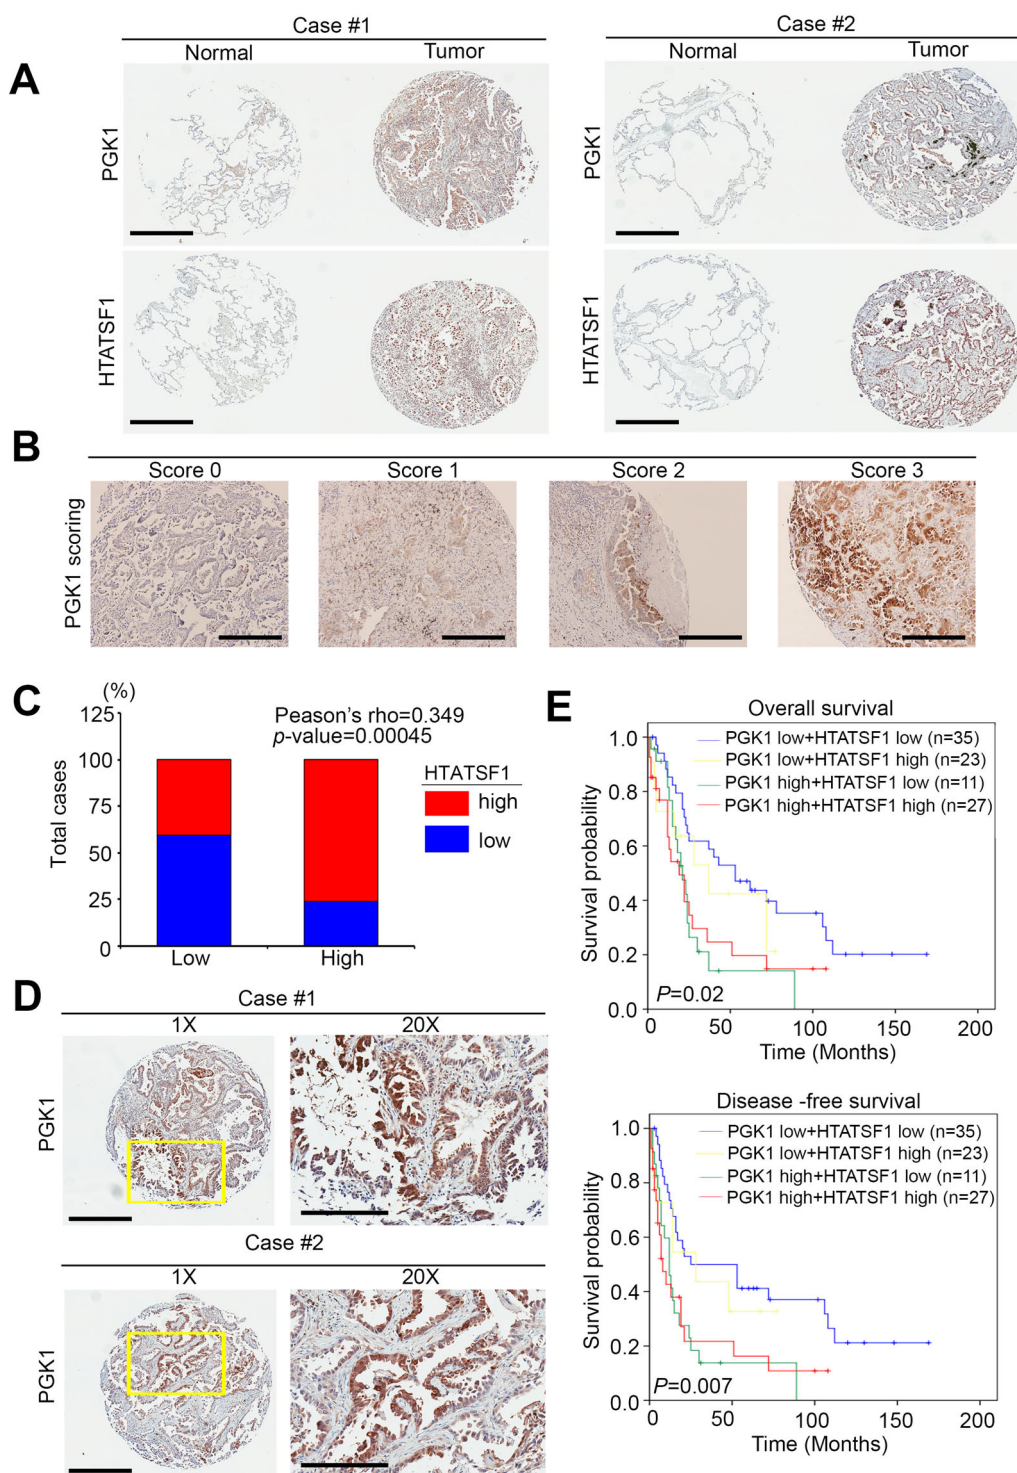 A
Case #1
Normal Tumor
PGK1
HTATSF1
Case #2
Normal Tumor
PGK1
HTATSF1
B
Score 0 Score 1 Score 2 Score 3
PGK1 scoring
C
(%)
125
100
75
50
25
0
Total cases
Peason's rho=0.349
p-value=0.00045
HTATSF1
high
low
Low High
D
Case #1
1X 20X
PGK1
Case #2
1X 20X
PGK1
E
Overall survival
PGK1 low+HTATSF1 low (n=35)
PGK1 low+HTATSF1 high (n=23)
PGK1 high+HTATSF1 low (n=11)
PGK1 high+HTATSF1 high (n=27)
1.0
0.8
0.6
0.4
0.2
0.0
Survival probability
P=0.02
0 50 100 150 200
Time (Months)
Disease -free survival
PGK1 low+HTATSF1 low (n=35)
PGK1 low+HTATSF1 high (n=23)
PGK1 high+HTATSF1 low (n=11)
PGK1 high+HTATSF1 high (n=27)
1.0
0.8
0.6
0.4
0.2
0.0
Survival probability
P=0.007
0 50 100 150 200
Time (Months)